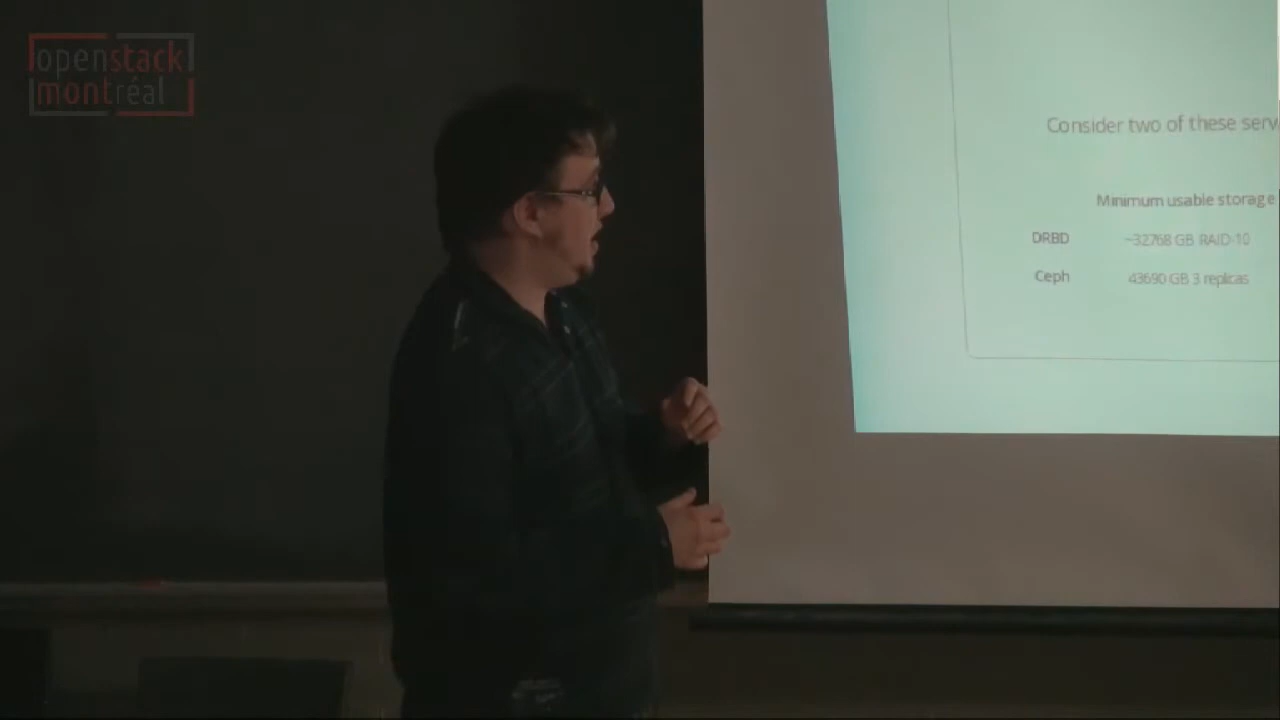 openstack
montréal
Consider two of these serv
Minimum usable storage
DRBD ~32768 GB RAID-10
Ceph 43690 GB 3 replicas